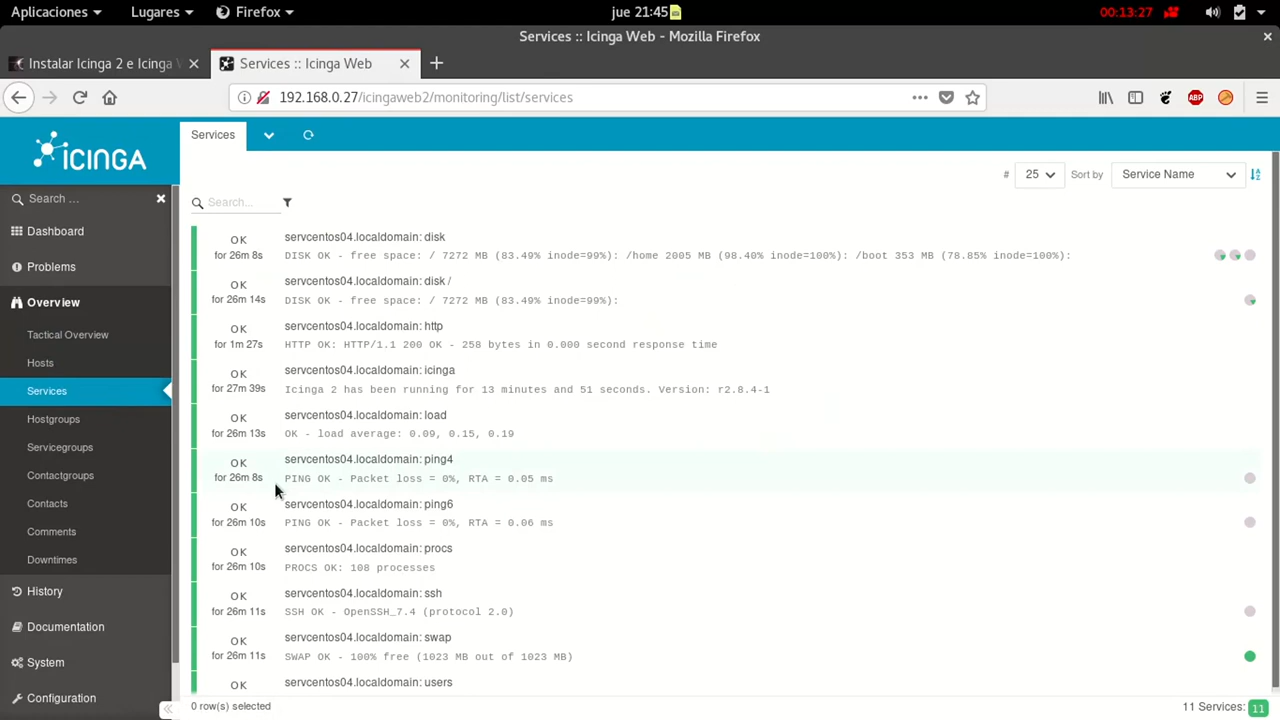 Aplicaciones Lugares Firefox jue 21:45 00:13:27
Services :: Icinga Web - Mozilla Firefox
Instalar Icinga 2 e Icinga W Services :: Icinga Web
192.168.0.27/icingaweb2/monitoring/list/services ABP
ICINGA
Search ...
Dashboard
Problems
Overview
Tactical Overview
Hosts
Services
Hostgroups
Servicegroups
Contactgroups
Contacts
Comments
Downtimes
History
Documentation
System
Configuration
Services
# 25 Sort by Service Name
Search...
OK servcentos04.localdomain: disk
for 26m 8s DISK OK - free space: / 7272 MB (83.49% inode=99%): /home 2005 MB (98.40% inode=100%): /boot 353 MB (78.85% inode=100%):
OK servcentos04.localdomain: disk /
for 26m 14s DISK OK - free space: / 7272 MB (83.49% inode=99%):
OK servcentos04.localdomain: http
for 1m 27s HTTP OK: HTTP/1.1 200 OK - 258 bytes in 0.000 second response time
OK servcentos04.localdomain: icinga
for 27m 39s Icinga 2 has been running for 13 minutes and 51 seconds. Version: r2.8.4-1
OK servcentos04.localdomain: load
for 26m 13s OK - load average: 0.09, 0.15, 0.19
OK servcentos04.localdomain: ping4
for 26m 8s PING OK - Packet loss = 0%, RTA = 0.05 ms
OK servcentos04.localdomain: ping6
for 26m 10s PING OK - Packet loss = 0%, RTA = 0.06 ms
OK servcentos04.localdomain: procs
for 26m 10s PROCS OK: 108 processes
OK servcentos04.localdomain: ssh
for 26m 11s SSH OK - OpenSSH_7.4 (protocol 2.0)
OK servcentos04.localdomain: swap
for 26m 11s SWAP OK - 100% free (1023 MB out of 1023 MB)
OK servcentos04.localdomain: users
0 row(s) selected 11 Services: 11